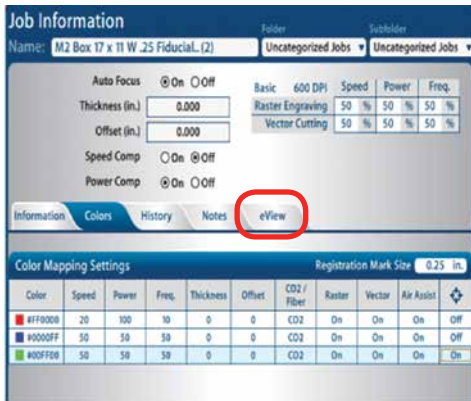 Job Information
Folder
Subfolder
Name: M2 Box 17 x 11 W .25 Fiducial.. (2)
Uncategorized Jobs
Uncategorized Jobs
Auto Focus On Off
Thickness (in.) 0.000
Offset (in.) 0.000
Speed Comp On Off
Power Comp On Off
Basic 600 DPI Speed Power Freq.
Raster Engraving 50 % 50 % 50 %
Vector Cutting 50 % 50 % 50 %
Information Colors History Notes eView
Color Mapping Settings Registration Mark Size 0.25 in.
Color Speed Power Freq. Thickness Offset CO2 / Fiber Raster Vector Air Assist
#FF0000 20 100 10 0 0 CO2 On On On Off
#0000FF 50 50 50 0 0 CO2 On On On Off
#00FF00 50 50 50 0 0 CO2 On On On On